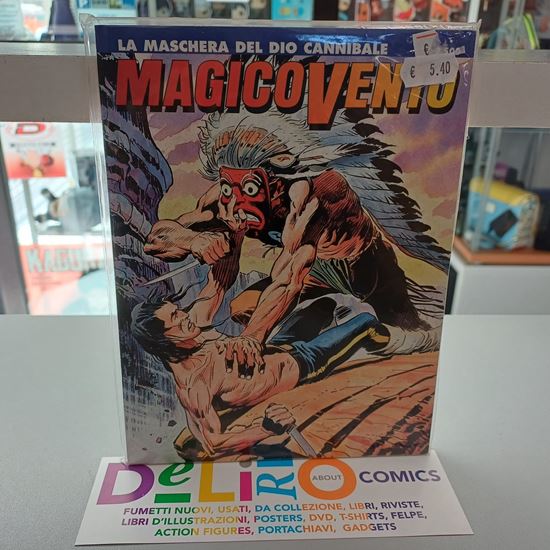 LA MASCHERA DEL DIO CANNIBALE
€
€ 5.40
MAGICO VENTO
DeLiRiO ABOUT COMICS
FUMETTI NUOVI, USATI, DA COLLEZIONE, LIBRI, RIVISTE,
LIBRI D'ILLUSTRAZIONI, POSTERS, DVD, T-SHIRTS, FELPE,
ACTION FIGURES, PORTACHIAVI, GADGETS